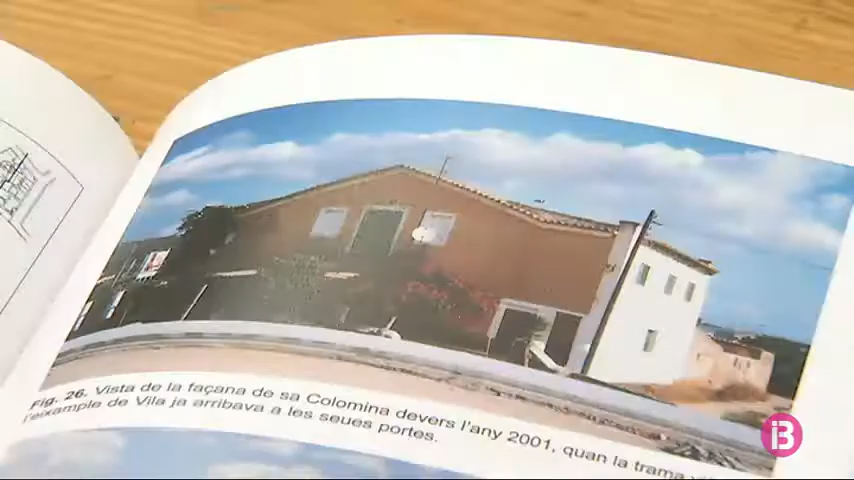 Fig. 26. Vista de la façana de sa Colomina devers l'any 2001, quan la trama
l'eixample de Vila ja arribava a les seues portes.